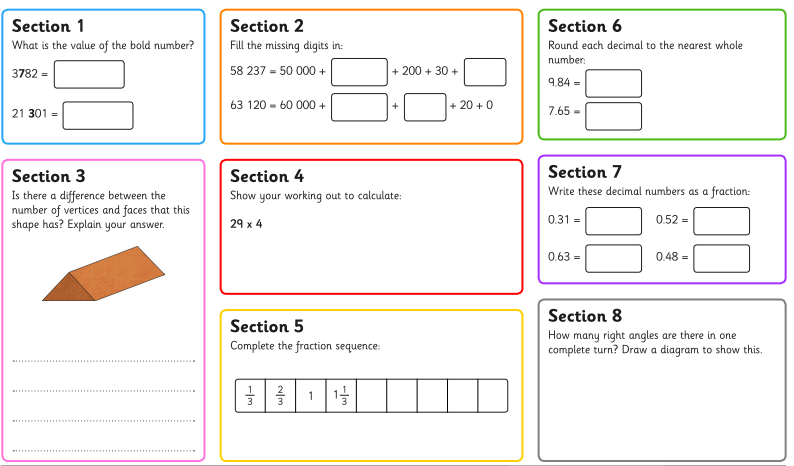 Section 1
What is the value of the bold number?
3782 =
21 301 =
Section 2
Fill the missing digits in:
58 237 = 50 000 + + 200 + 30 +
63 120 = 60 000 + + + 20 + 0
Section 6
Round each decimal to the nearest whole
number:
9.84 =
7.65 =
Section 3
Is there a difference between the
number of vertices and faces that this
shape has? Explain your answer.
Section 4
Show your working out to calculate:
29 x 4
Section 7
Write these decimal numbers as a fraction:
0.31 = 0.52 =
0.63 = 0.48 =
Section 5
Complete the fraction sequence:
1/3 2/3 1 1 1/3
Section 8
How many right angles are there in one
complete turn? Draw a diagram to show this.